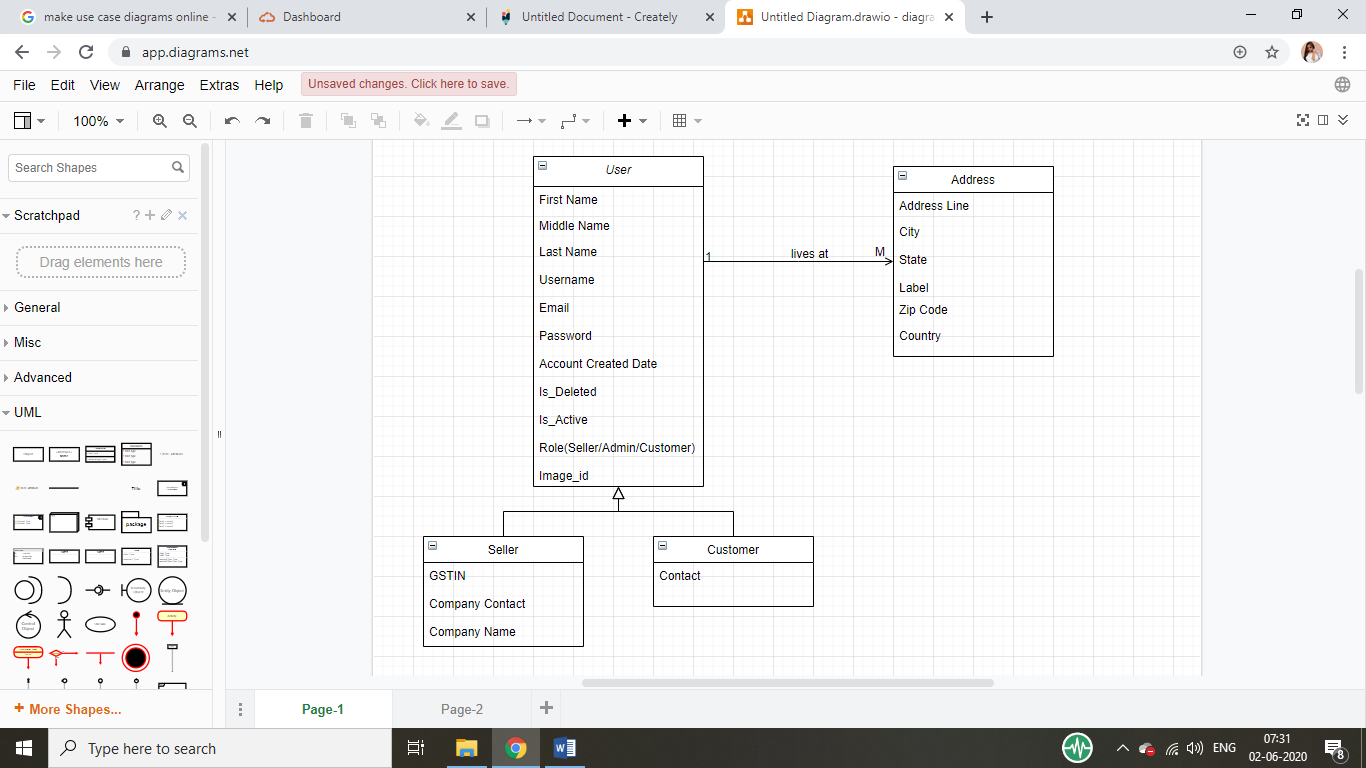 make use case diagrams online -
Dashboard
Untitled Document - Creately
Untitled Diagram.drawio - diagra
app.diagrams.net
File Edit View Arrange Extras Help Unsaved changes. Click here to save.
100%
Search Shapes
Scratchpad ?
Drag elements here
General
Misc
Advanced
UML
package
Title
+ More Shapes...
User
First Name
Middle Name
Last Name
Username
Email
Password
Account Created Date
Is_Deleted
Is_Active
Role(Seller/Admin/Customer)
Image_id
1 lives at M
Address
Address Line
City
State
Label
Zip Code
Country
Seller
GSTIN
Company Contact
Company Name
Customer
Contact
Page-1 Page-2
Type here to search
ENG
07:31
02-06-2020
8